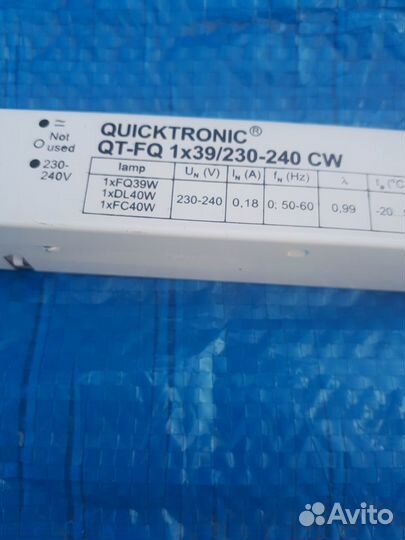 =
Not
used
230-
240V
QUICKTRONIC®
QT-FQ 1x39/230-240 CW
lamp U_N (V) I_N (A) f_N (Hz) λ
1xFQ39W
1xDL40W
1xFC40W
230-240 0,18 0; 50-60 0,99 -20...
Avito